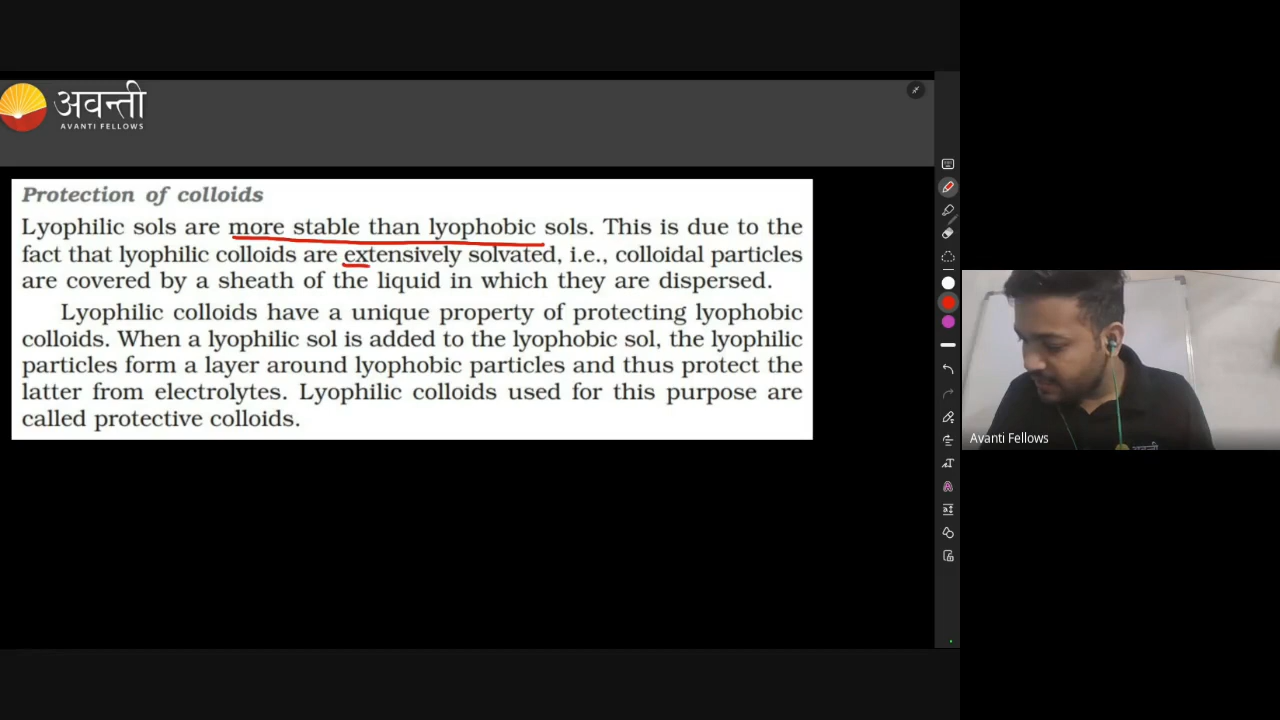 अवन्ती
AVANTI FELLOWS
Protection of colloids
Lyophilic sols are more stable than lyophobic sols. This is due to the
fact that lyophilic colloids are extensively solvated, i.e., colloidal particles
are covered by a sheath of the liquid in which they are dispersed.
Lyophilic colloids have a unique property of protecting lyophobic
colloids. When a lyophilic sol is added to the lyophobic sol, the lyophilic
particles form a layer around lyophobic particles and thus protect the
latter from electrolytes. Lyophilic colloids used for this purpose are
called protective colloids.
Avanti Fellows